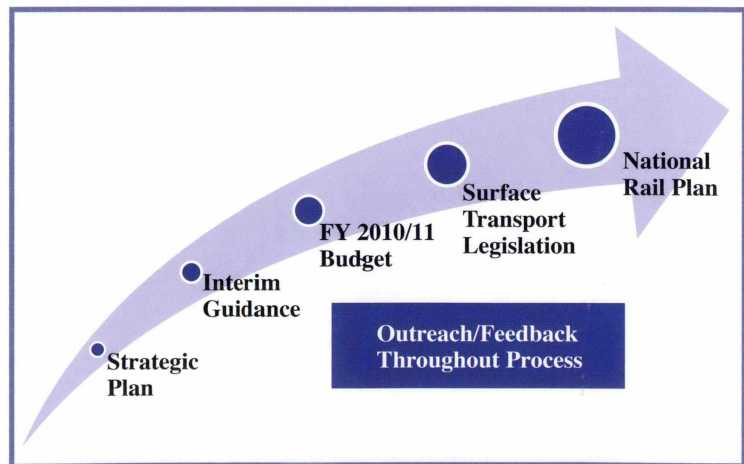 Strategic
Plan
Interim
Guidance
FY 2010/11
Budget
Surface
Transport
Legislation
National
Rail Plan
Outreach/Feedback
Throughout Process